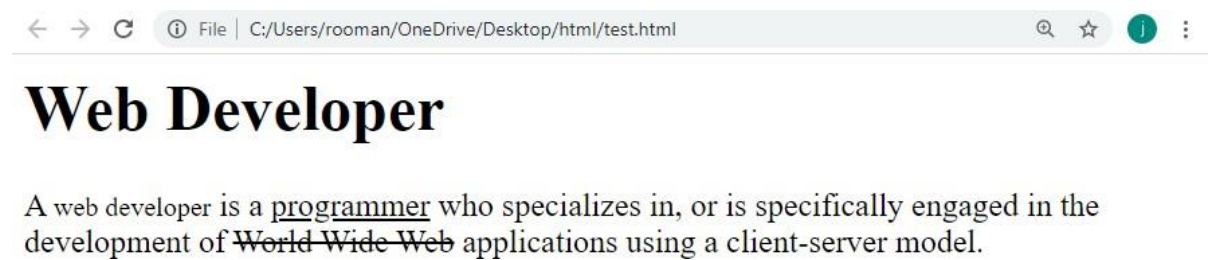 File | C:/Users/rooman/OneDrive/Desktop/html/test.html
j
Web Developer
A web developer is a programmer who specializes in, or is specifically engaged in the
development of World Wide Web applications using a client-server model.